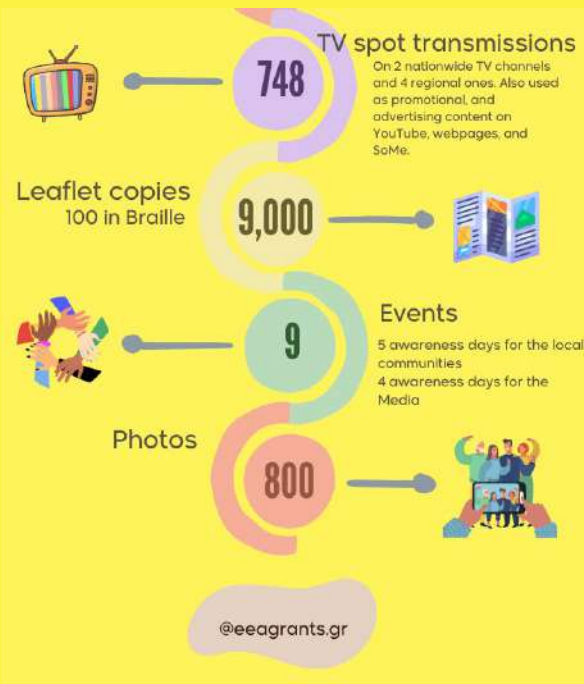 TV spot transmissions
748
On 2 nationwide TV channels
and 4 regional ones. Also used
as promotional, and
advertising content on
YouTube, webpages, and
SoMe.
Leaflet copies
100 in Braille
9,000
Events
9
5 awareness days for the local
communities
4 awareness days for the
Media
Photos
800
@eeagrants.gr